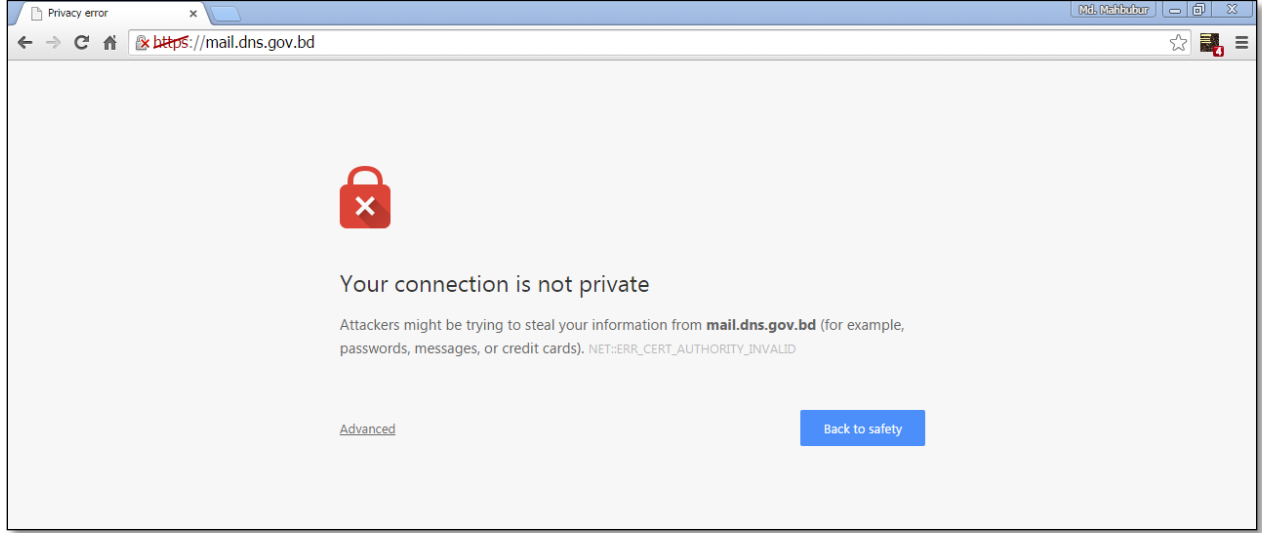 Privacy error
Md. Mahbubur
https://mail.dns.gov.bd
4
Your connection is not private
Attackers might be trying to steal your information from mail.dns.gov.bd (for example,
passwords, messages, or credit cards). NET::ERR_CERT_AUTHORITY_INVALID
Advanced
Back to safety